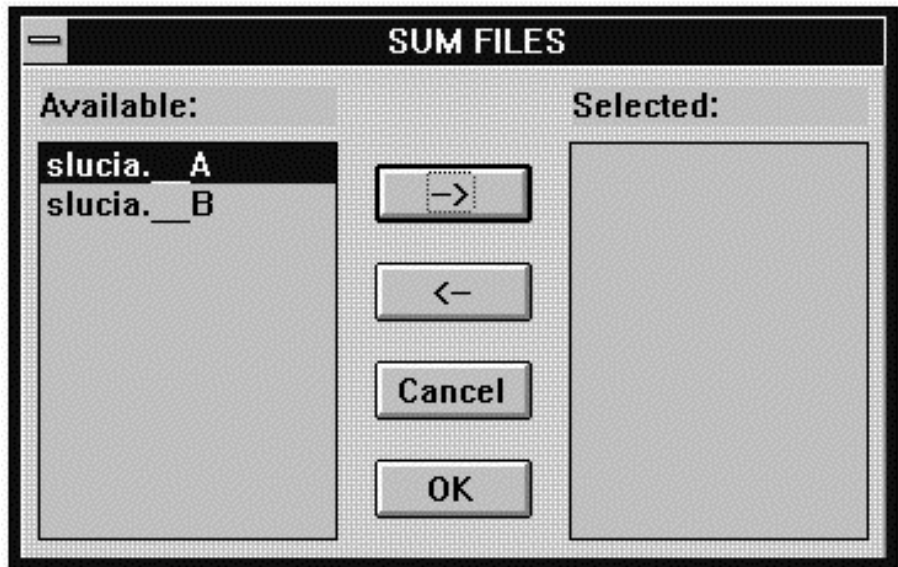 SUM FILES
Available:
Selected:
slucia.__A
slucia.__B
–>
<–
Cancel
OK